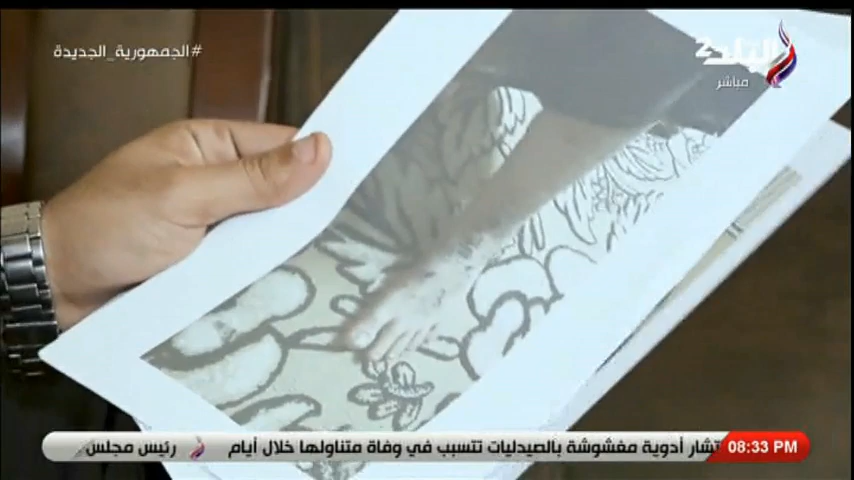 #الجمهورية_الجديدة
البلد 2
مباشر
تشار أدوية مغشوشة بالصيدليات تتسبب في وفاة متناولها خلال أيام رئيس مجلس
08:33 PM